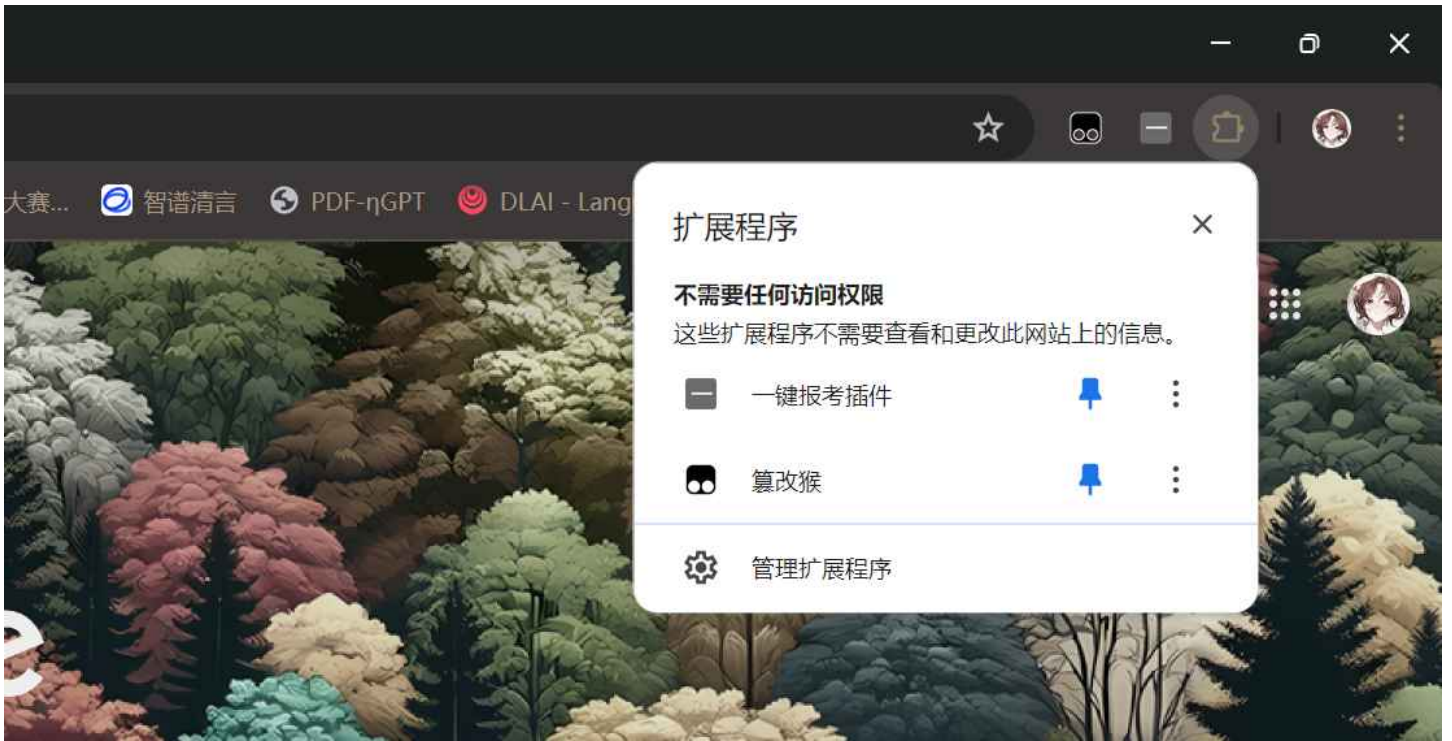 大赛... 智谱清言 PDF-ηGPT DLAI - Lang
扩展程序
不需要任何访问权限
这些扩展程序不需要查看和更改此网站上的信息。
一键报考插件
篡改猴
管理扩展程序
e